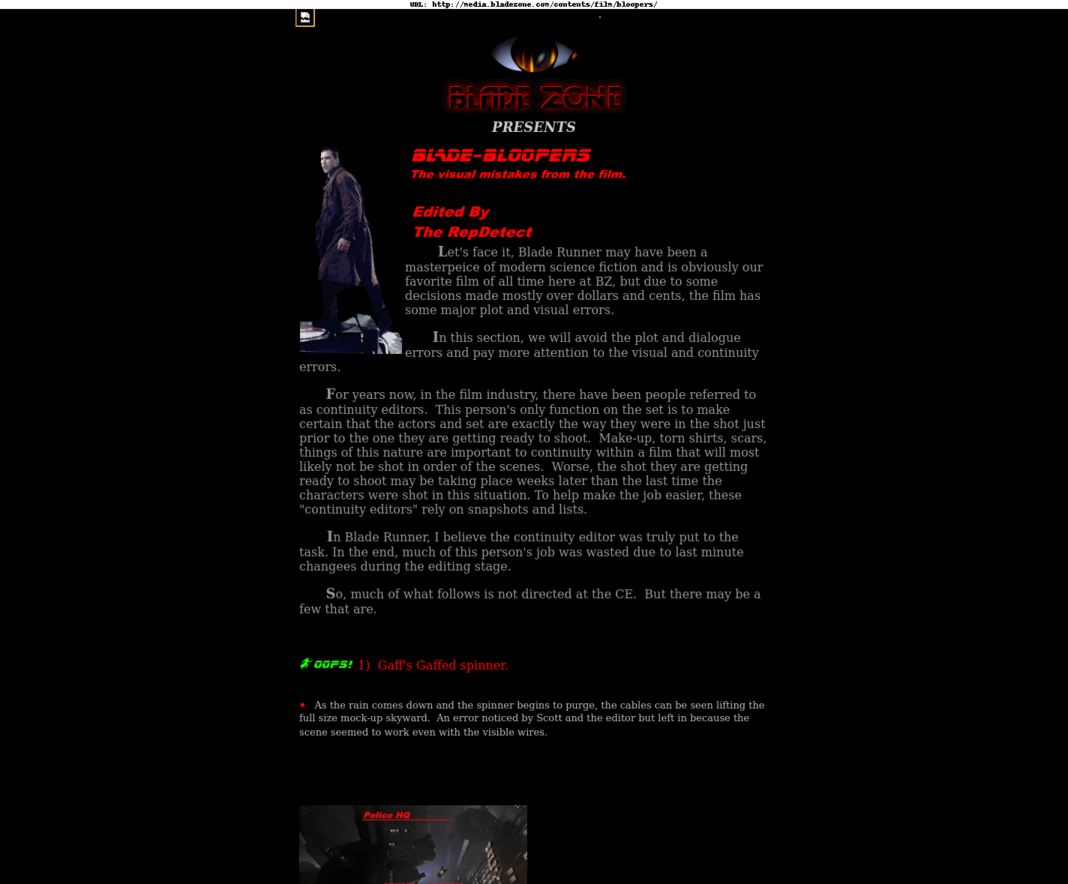 URL: http://media.bladezone.com/contents/film/bloopers/
BLADE ZONE
PRESENTS
BLADE-BLOOPERS
The visual mistakes from the film.
Edited By
The RepDetect
Let's face it, Blade Runner may have been a
masterpeice of modern science fiction and is obviously our
favorite film of all time here at BZ, but due to some
decisions made mostly over dollars and cents, the film has
some major plot and visual errors.
In this section, we will avoid the plot and dialogue
errors and pay more attention to the visual and continuity
errors.
For years now, in the film industry, there have been people referred to
as continuity editors.  This person's only function on the set is to make
certain that the actors and set are exactly the way they were in the shot just
prior to the one they are getting ready to shoot.  Make-up, torn shirts, scars,
things of this nature are important to continuity within a film that will most
likely not be shot in order of the scenes.  Worse, the shot they are getting
ready to shoot may be taking place weeks later than the last time the
characters were shot in this situation. To help make the job easier, these
"continuity editors" rely on snapshots and lists.
In Blade Runner, I believe the continuity editor was truly put to the
task. In the end, much of this person's job was wasted due to last minute
changees during the editing stage.
So, much of what follows is not directed at the CE.  But there may be a
few that are.
OOPS! 1)  Gaff's Gaffed spinner.
As the rain comes down and the spinner begins to purge, the cables can be seen lifting the
full size mock-up skyward.  An error noticed by Scott and the editor but left in because the
scene seemed to work even with the visible wires.
Police HQ